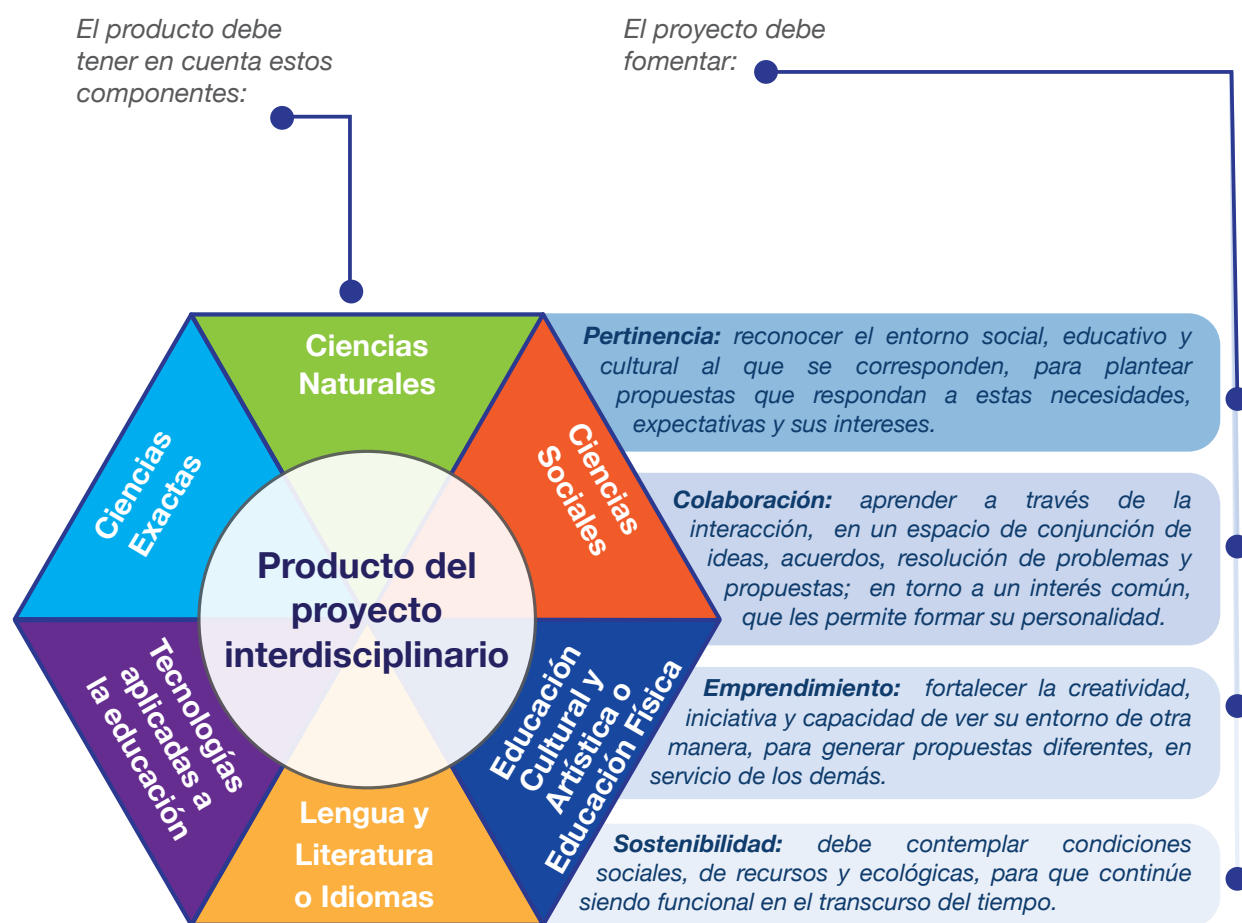 El producto debe
tener en cuenta estos
componentes:
El proyecto debe
fomentar:
Ciencias
Naturales
Ciencias
Sociales
Ciencias
Exactas
Producto del
proyecto
interdisciplinario
Tecnologías
aplicadas a
la educación
Lengua y
Literatura
o Idiomas
Educación
Cultural y
Artística o
Educación Física
Pertinencia: reconocer el entorno social, educativo y
cultural al que se corresponden, para plantear
propuestas que respondan a estas necesidades,
expectativas y sus intereses.
Colaboración: aprender a través de la
interacción, en un espacio de conjunción de
ideas, acuerdos, resolución de problemas y
propuestas; en torno a un interés común,
que les permite formar su personalidad.
Emprendimiento: fortalecer la creatividad,
iniciativa y capacidad de ver su entorno de otra
manera, para generar propuestas diferentes, en
servicio de los demás.
Sostenibilidad: debe contemplar condiciones
sociales, de recursos y ecológicas, para que continúe
siendo funcional en el transcurso del tiempo.